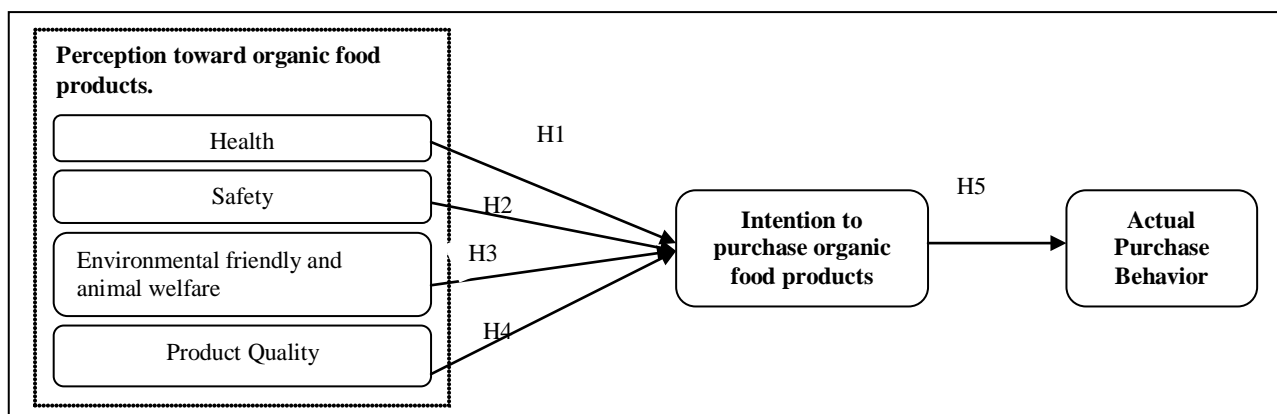 Perception toward organic food
products.
Health
Safety
Environmental friendly and
animal welfare
Product Quality
H1
H2
H3
H4
Intention to
purchase organic
food products
H5
Actual
Purchase
Behavior